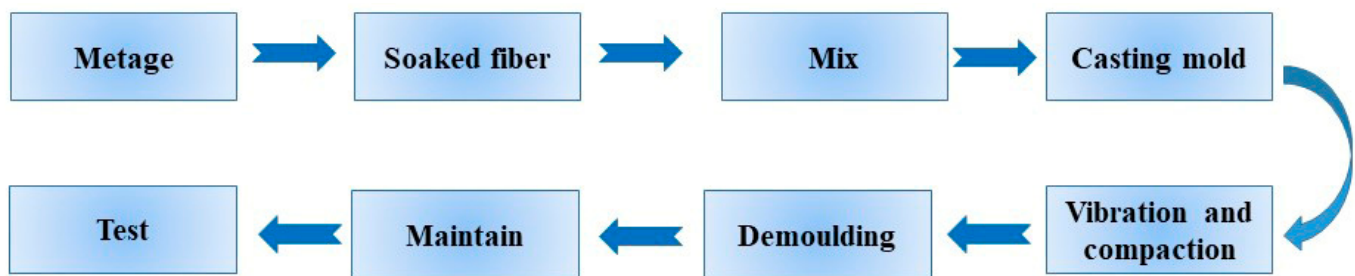 Metage
Soaked fiber
Mix
Casting mold
Vibration and
compaction
Demoulding
Maintain
Test